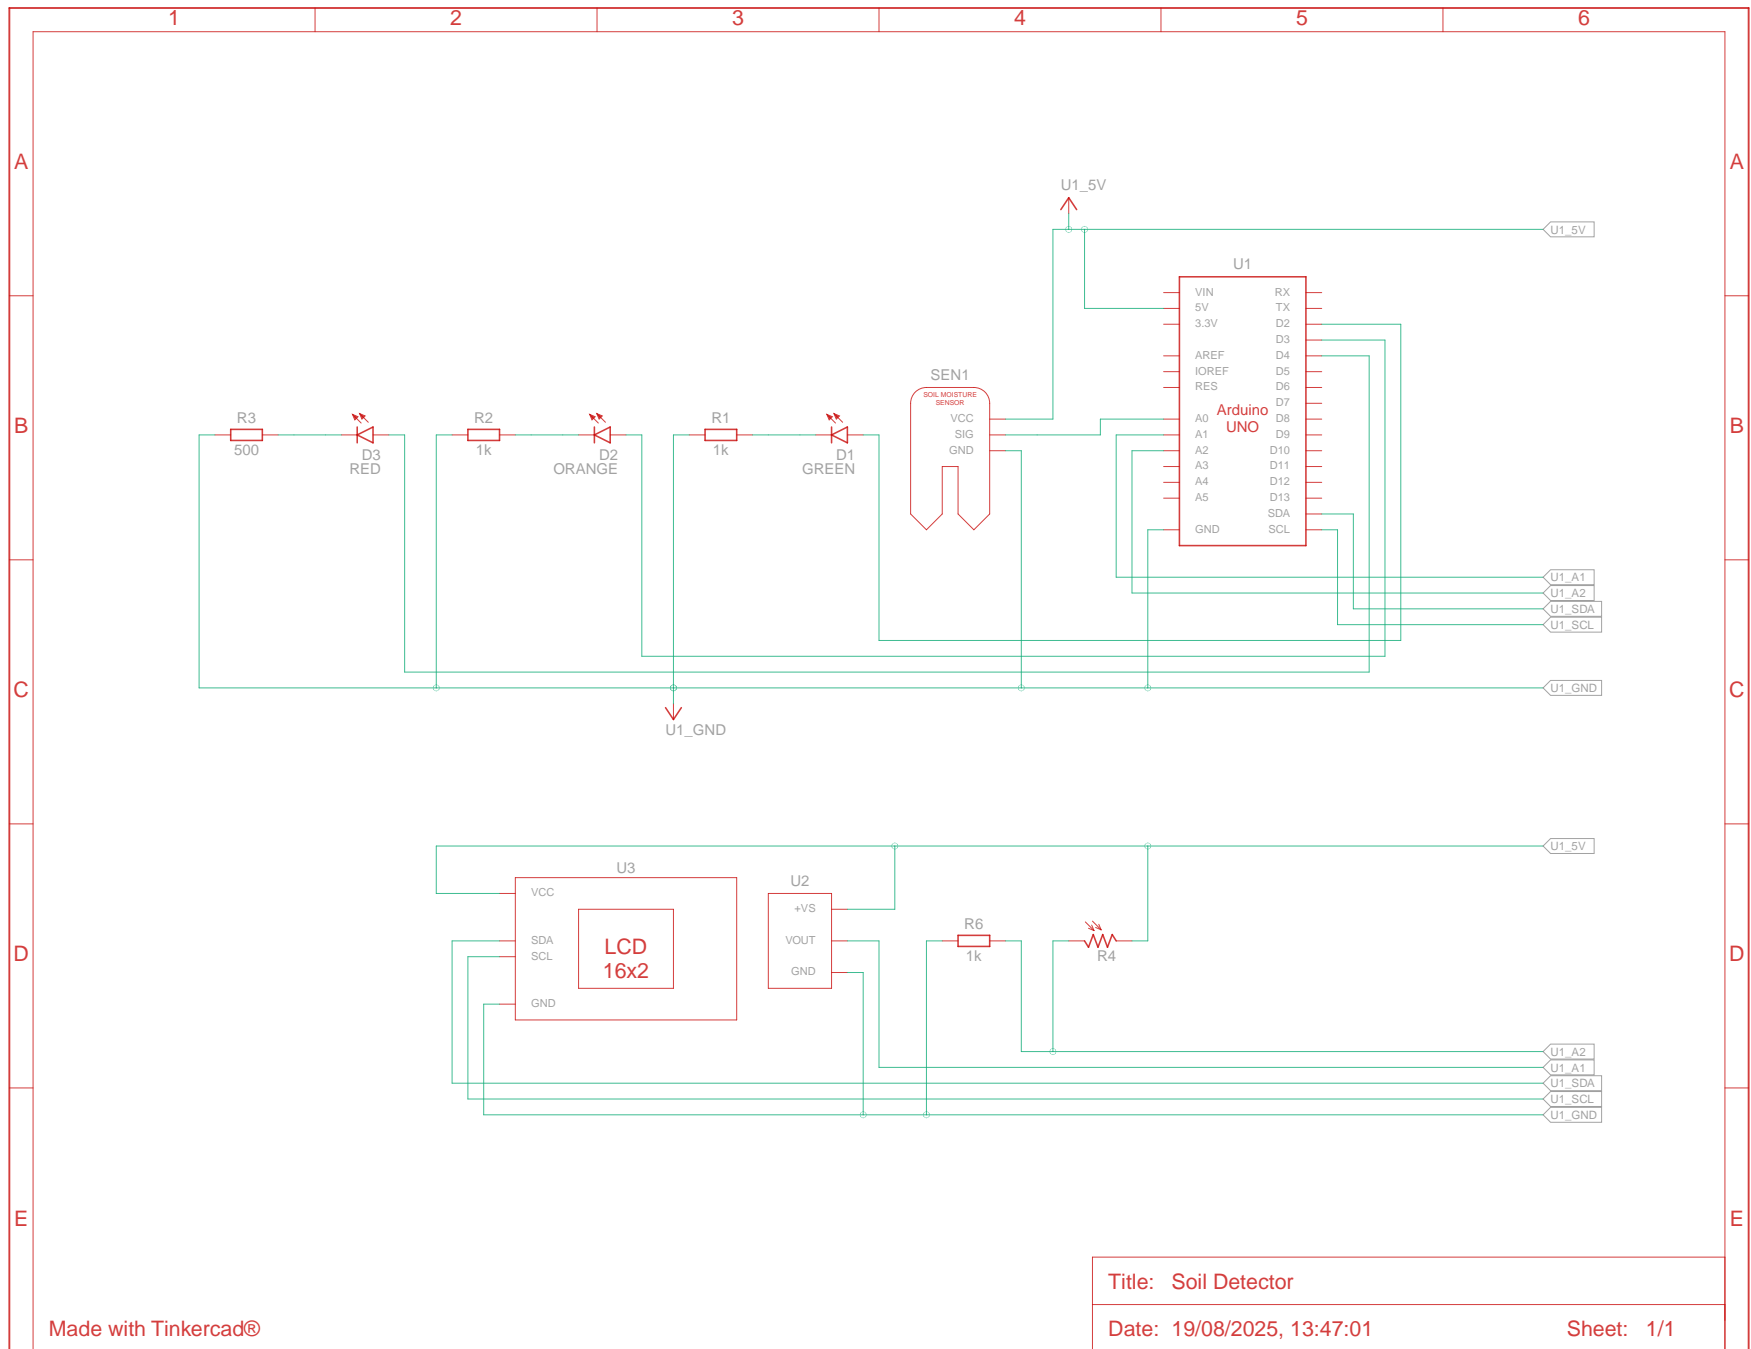 1 2 3 4 5 6
A A
U1_5V
U1_5V
U1
VIN RX
5V TX
3.3V D2
D3
AREF D4
IOREF D5
RES D6
D7
A0 D8
A1 D9
A2 D10
A3 D11
A4 D12
A5 D13
SDA
GND SCL
Arduino
UNO
SEN1
SOIL MOISTURE
SENSOR
VCC
SIG
GND
B B
R3
500
D3
RED
R2
1k
D2
ORANGE
R1
1k
D1
GREEN
U1_A1
U1_A2
U1_SDA
U1_SCL
C C
U1_GND
U1_GND
U1_5V
U3
VCC
SDA
SCL
GND
LCD
16x2
U2
+VS
VOUT
GND
R6
1k
R4
D D
U1_A2
U1_A1
U1_SDA
U1_SCL
U1_GND
E E
Title: Soil Detector
Made with Tinkercad®
Date: 19/08/2025, 13:47:01 Sheet: 1/1